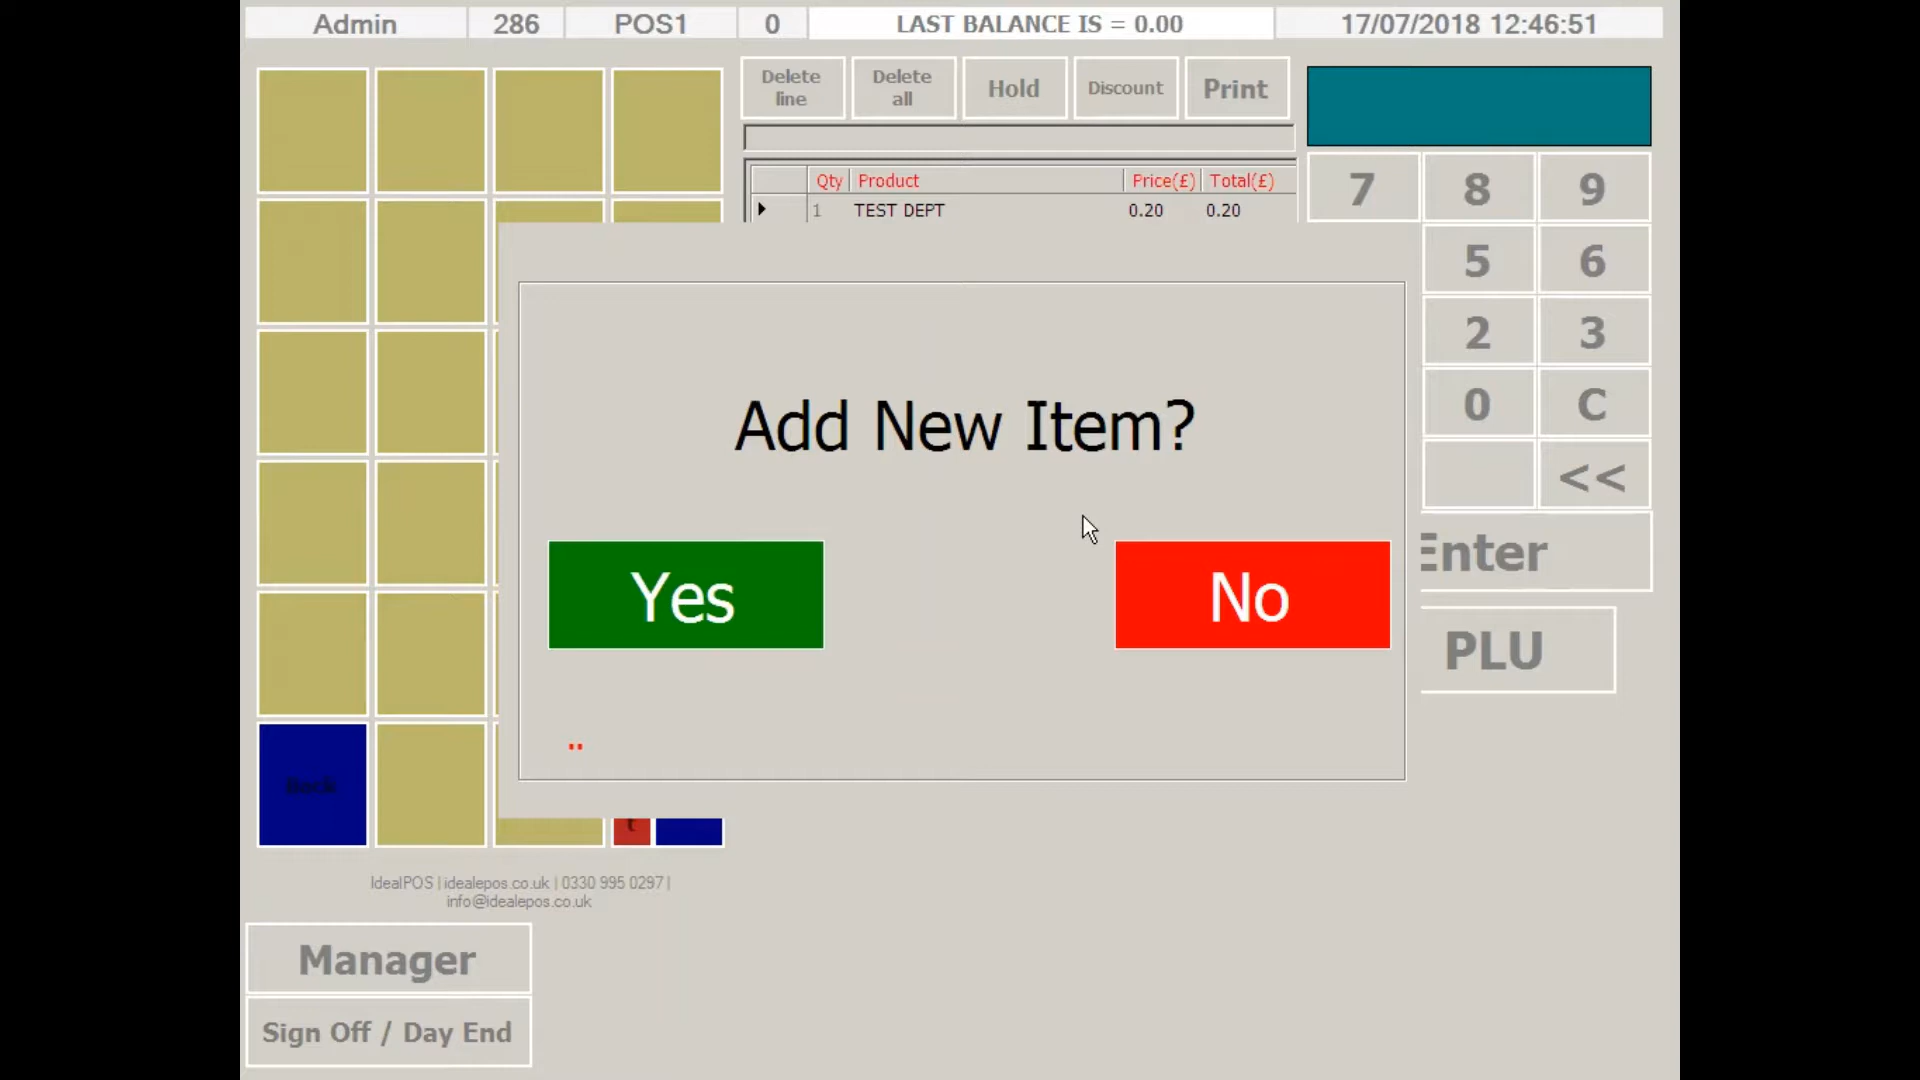 Admin 286 POS1 0 LAST BALANCE IS = 0.00 17/07/2018 12:46:51
Delete line
Delete all
Hold
Discount
Print
Qty Product Price(£) Total(£)
1 TEST DEPT 0.20 0.20
7 8 9
5 6
2 3
0 C
<<
Enter
PLU
Add New Item?
Yes
No
..
Back
t
IdealPOS | idealepos.co.uk | 0330 995 0297 |
info@idealepos.co.uk
Manager
Sign Off / Day End